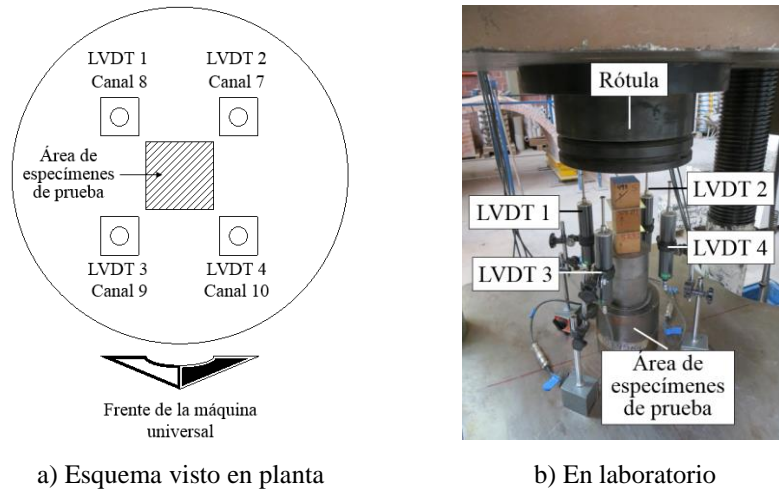 LVDT 1
Canal 8
LVDT 2
Canal 7
Área de
especímenes
de prueba
LVDT 3
Canal 9
LVDT 4
Canal 10
Frente de la máquina
universal
a) Esquema visto en planta
Rótula
LVDT 1
LVDT 2
LVDT 3
LVDT 4
Área de
especímenes
de prueba
b) En laboratorio